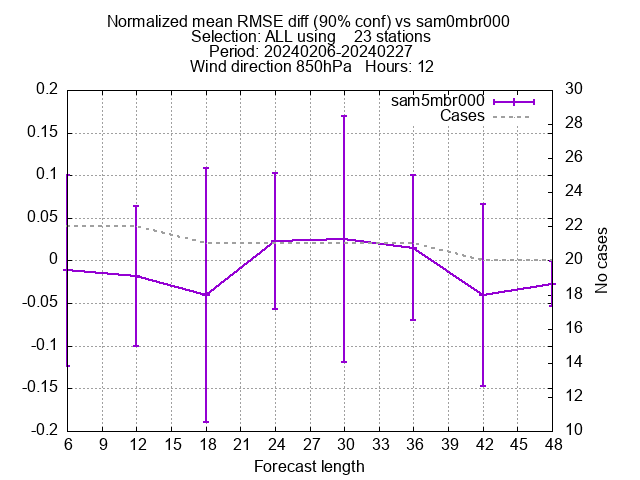 Normalized mean RMSE diff (90% conf) vs sam0mbr000
Selection: ALL using    23 stations
Period: 20240206-20240227
Wind direction 850hPa   Hours: 12
sam5mbr000
Cases
0.2
0.15
0.1
0.05
0
-0.05
-0.1
-0.15
-0.2
30
28
26
24
22
20
18
16
14
12
10
No cases
6 9 12 15 18 21 24 27 30 33 36 39 42 45 48
Forecast length